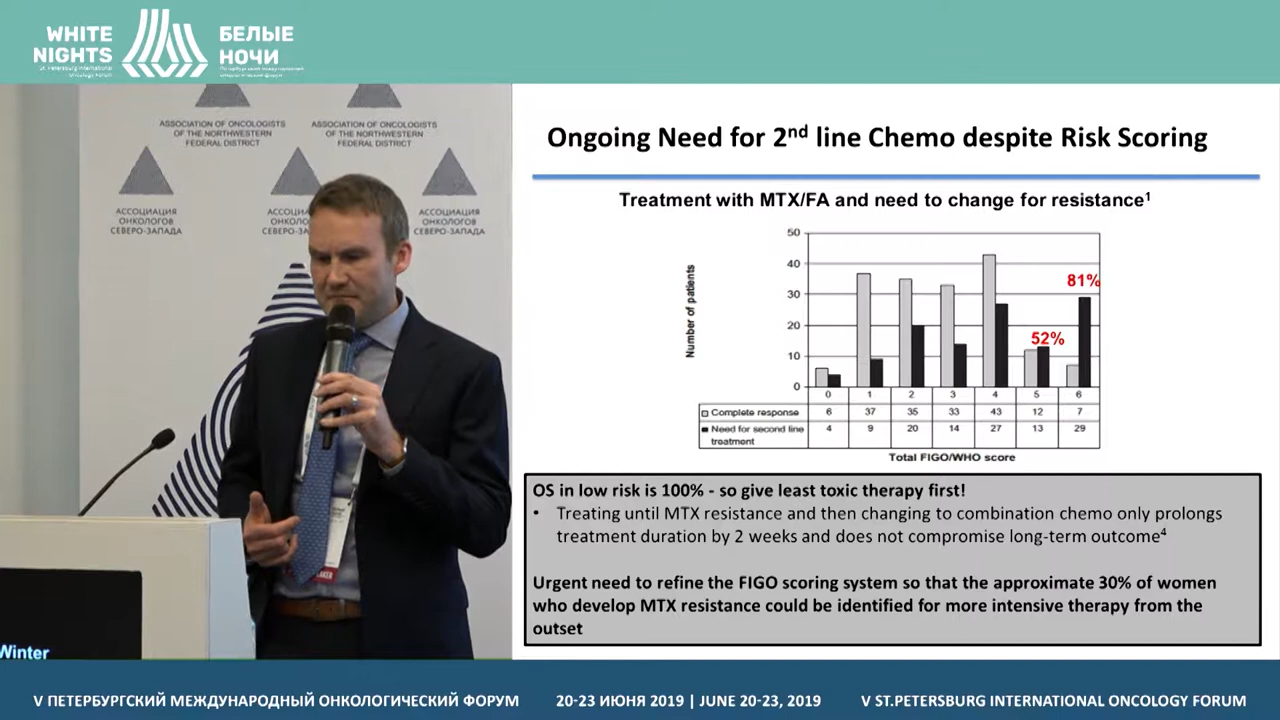 WHITE
NIGHTS
St. Petersburg International
Oncology Forum
БЕЛЫЕ
НОЧИ
Петербургский международный
онкологический форум
ASSOCIATION OF ONCOLOGISTS
OF THE NORTHWESTERN
FEDERAL DISTRICT
ASSOCIATION OF ONCOLOGISTS
OF THE NORTHWESTERN
FEDERAL DISTRICT
АССОЦИАЦИЯ
ОНКОЛОГОВ
СЕВЕРО-ЗАПАДА
АССОЦИАЦИЯ
ОНКОЛОГОВ
СЕВЕРО-ЗАПАДА
Winter
Ongoing Need for 2nd line Chemo despite Risk Scoring
Treatment with MTX/FA and need to change for resistance1
Number of patients
50
40
30
20
10
0
81%
52%
0 1 2 3 4 5 6
Complete response 6 37 35 33 43 12 7
Need for second line treatment 4 9 20 14 27 13 29
Total FIGO/WHO score
OS in low risk is 100% - so give least toxic therapy first!
• Treating until MTX resistance and then changing to combination chemo only prolongs
treatment duration by 2 weeks and does not compromise long-term outcome4
Urgent need to refine the FIGO scoring system so that the approximate 30% of women
who develop MTX resistance could be identified for more intensive therapy from the
outset
V ПЕТЕРБУРГСКИЙ МЕЖДУНАРОДНЫЙ ОНКОЛОГИЧЕСКИЙ ФОРУМ
20-23 ИЮНЯ 2019 | JUNE 20-23, 2019
V ST.PETERSBURG INTERNATIONAL ONCOLOGY FORUM